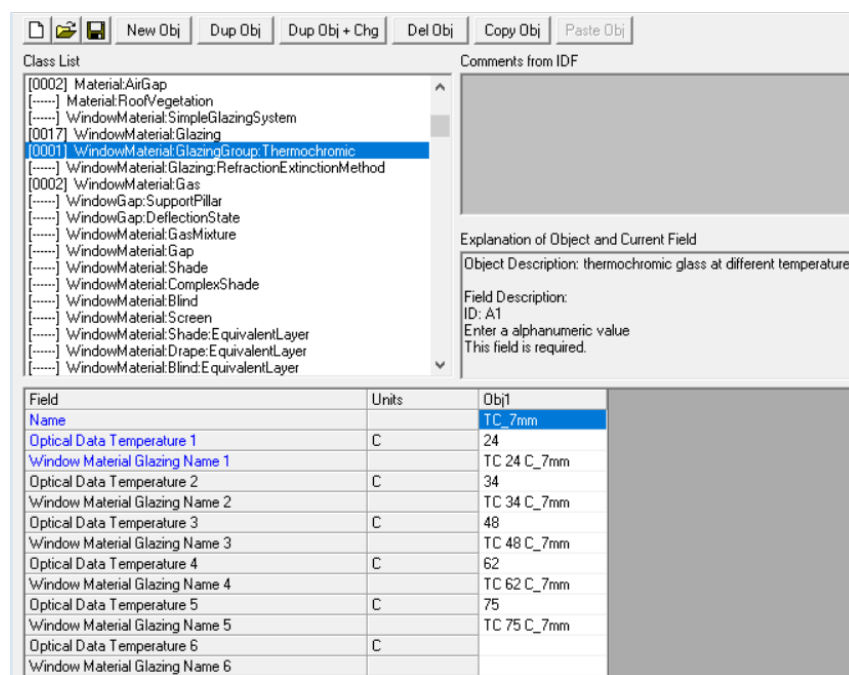 New Obj Dup Obj Dup Obj + Chg Del Obj Copy Obj Paste Obj
Class List
[0002] Material:AirGap
[------] Material:RoofVegetation
[------] WindowMaterial:SimpleGlazingSystem
[0017] WindowMaterial:Glazing
[0001] WindowMaterial:GlazingGroup:Thermochromic
[------] WindowMaterial:Glazing:RefractionExtinctionMethod
[0002] WindowMaterial:Gas
[------] WindowGap:SupportPillar
[------] WindowGap:DeflectionState
[------] WindowMaterial:GasMixture
[------] WindowMaterial:Gap
[------] WindowMaterial:Shade
[------] WindowMaterial:ComplexShade
[------] WindowMaterial:Blind
[------] WindowMaterial:Screen
[------] WindowMaterial:Shade:EquivalentLayer
[------] WindowMaterial:Drape:EquivalentLayer
[------] WindowMaterial:Blind:EquivalentLayer
Comments from IDF
Explanation of Object and Current Field
Object Description: thermochromic glass at different temperature
Field Description:
ID: A1
Enter a alphanumeric value
This field is required.
Field Units Obj1
Name TC_7mm
Optical Data Temperature 1 C 24
Window Material Glazing Name 1 TC 24 C_7mm
Optical Data Temperature 2 C 34
Window Material Glazing Name 2 TC 34 C_7mm
Optical Data Temperature 3 C 48
Window Material Glazing Name 3 TC 48 C_7mm
Optical Data Temperature 4 C 62
Window Material Glazing Name 4 TC 62 C_7mm
Optical Data Temperature 5 C 75
Window Material Glazing Name 5 TC 75 C_7mm
Optical Data Temperature 6 C
Window Material Glazing Name 6